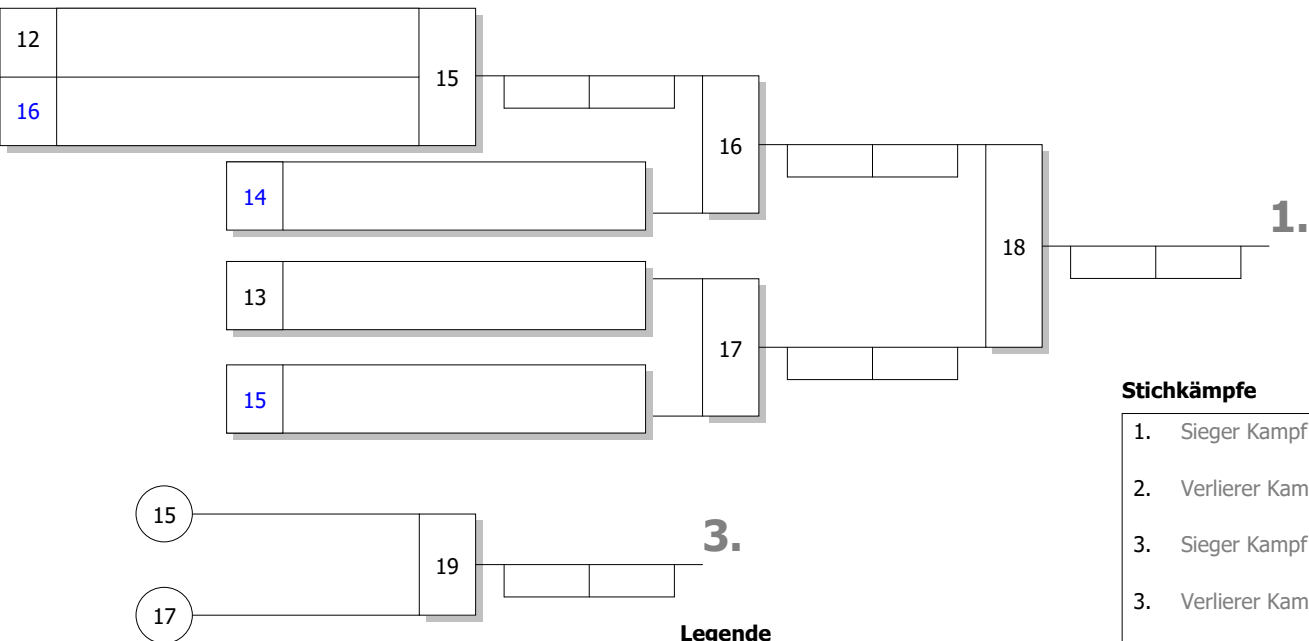 12
15
16
16
14
1.
18
13
17
15
Stichkämpfe
1. Sieger Kampf
2. Verlierer Kam
3. Sieger Kampf
3. Verlierer Kam
15
3.
19
17
Legende